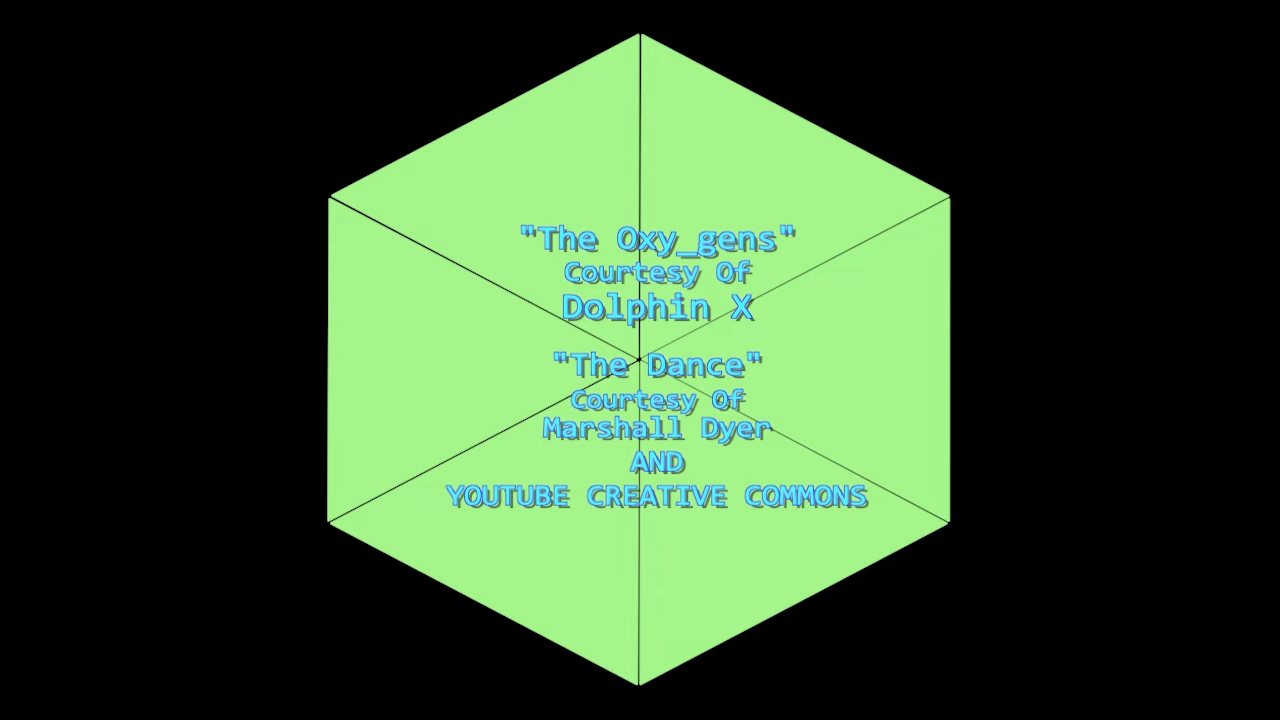 "The Oxy_gens"
Courtesy Of
Dolphin X
"The Dance"
Courtesy Of
Marshall Dyer
AND
YOUTUBE CREATIVE COMMONS